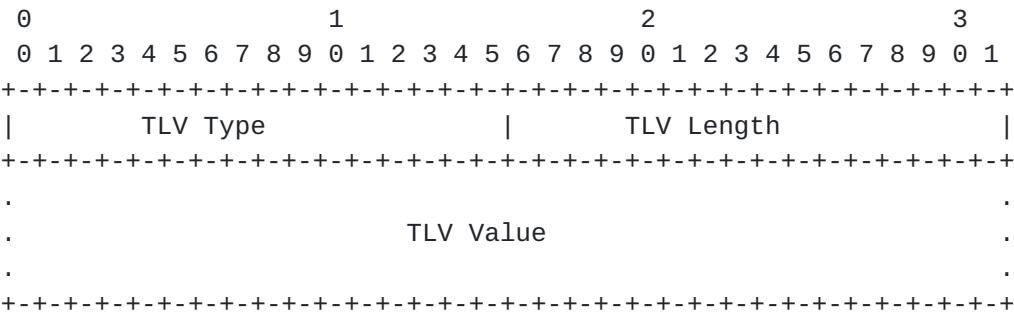 0                   1                   2                   3
 0 1 2 3 4 5 6 7 8 9 0 1 2 3 4 5 6 7 8 9 0 1 2 3 4 5 6 7 8 9 0 1
+-+-+-+-+-+-+-+-+-+-+-+-+-+-+-+-+-+-+-+-+-+-+-+-+-+-+-+-+-+-+-+-+
|        TLV Type               |       TLV Length              |
+-+-+-+-+-+-+-+-+-+-+-+-+-+-+-+-+-+-+-+-+-+-+-+-+-+-+-+-+-+-+-+-+
.                                                               .
.                         TLV Value                             .
.                                                               .
+-+-+-+-+-+-+-+-+-+-+-+-+-+-+-+-+-+-+-+-+-+-+-+-+-+-+-+-+-+-+-+-+